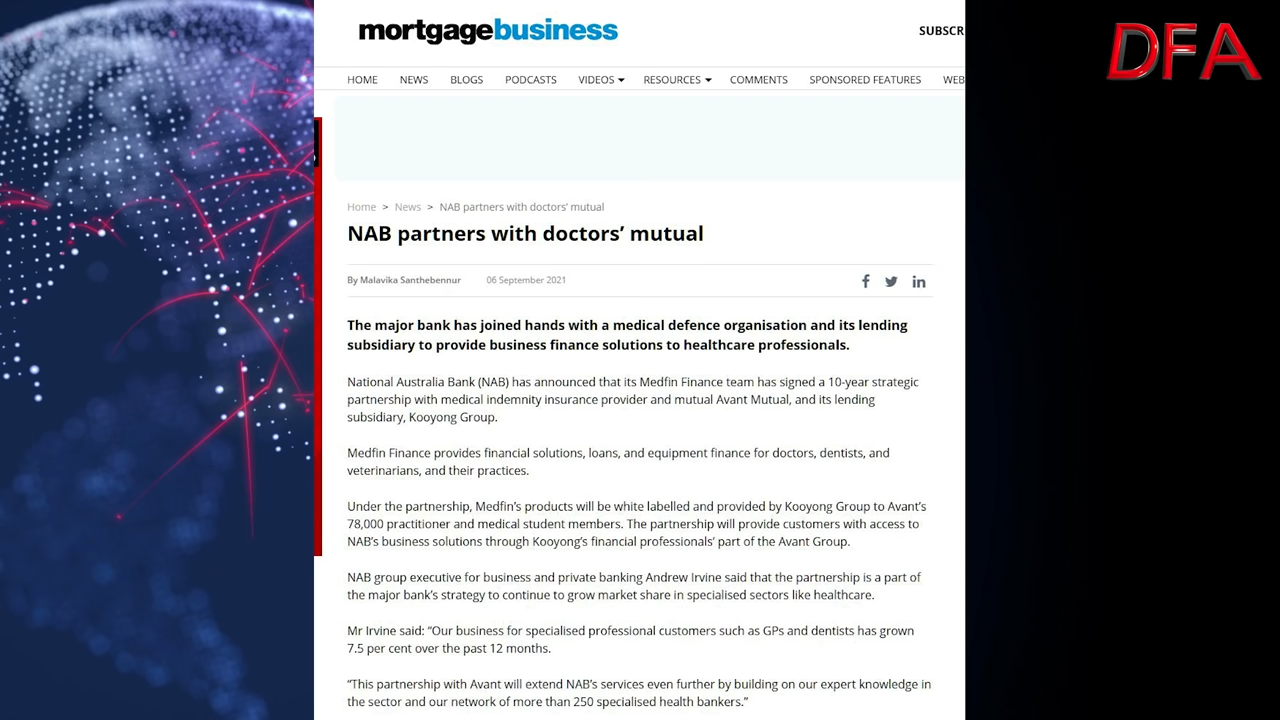 mortgagebusiness
SUBSCR
DFA
HOME NEWS BLOGS PODCASTS VIDEOS RESOURCES COMMENTS SPONSORED FEATURES WEB
Home > News > NAB partners with doctors’ mutual
NAB partners with doctors’ mutual
By Malavika Santhebennur 06 September 2021
The major bank has joined hands with a medical defence organisation and its lending
subsidiary to provide business finance solutions to healthcare professionals.
National Australia Bank (NAB) has announced that its Medfin Finance team has signed a 10-year strategic
partnership with medical indemnity insurance provider and mutual Avant Mutual, and its lending
subsidiary, Kooyong Group.
Medfin Finance provides financial solutions, loans, and equipment finance for doctors, dentists, and
veterinarians, and their practices.
Under the partnership, Medfin’s products will be white labelled and provided by Kooyong Group to Avant’s
78,000 practitioner and medical student members. The partnership will provide customers with access to
NAB’s business solutions through Kooyong’s financial professionals’ part of the Avant Group.
NAB group executive for business and private banking Andrew Irvine said that the partnership is a part of
the major bank’s strategy to continue to grow market share in specialised sectors like healthcare.
Mr Irvine said: “Our business for specialised professional customers such as GPs and dentists has grown
7.5 per cent over the past 12 months.
“This partnership with Avant will extend NAB’s services even further by building on our expert knowledge in
the sector and our network of more than 250 specialised health bankers.”